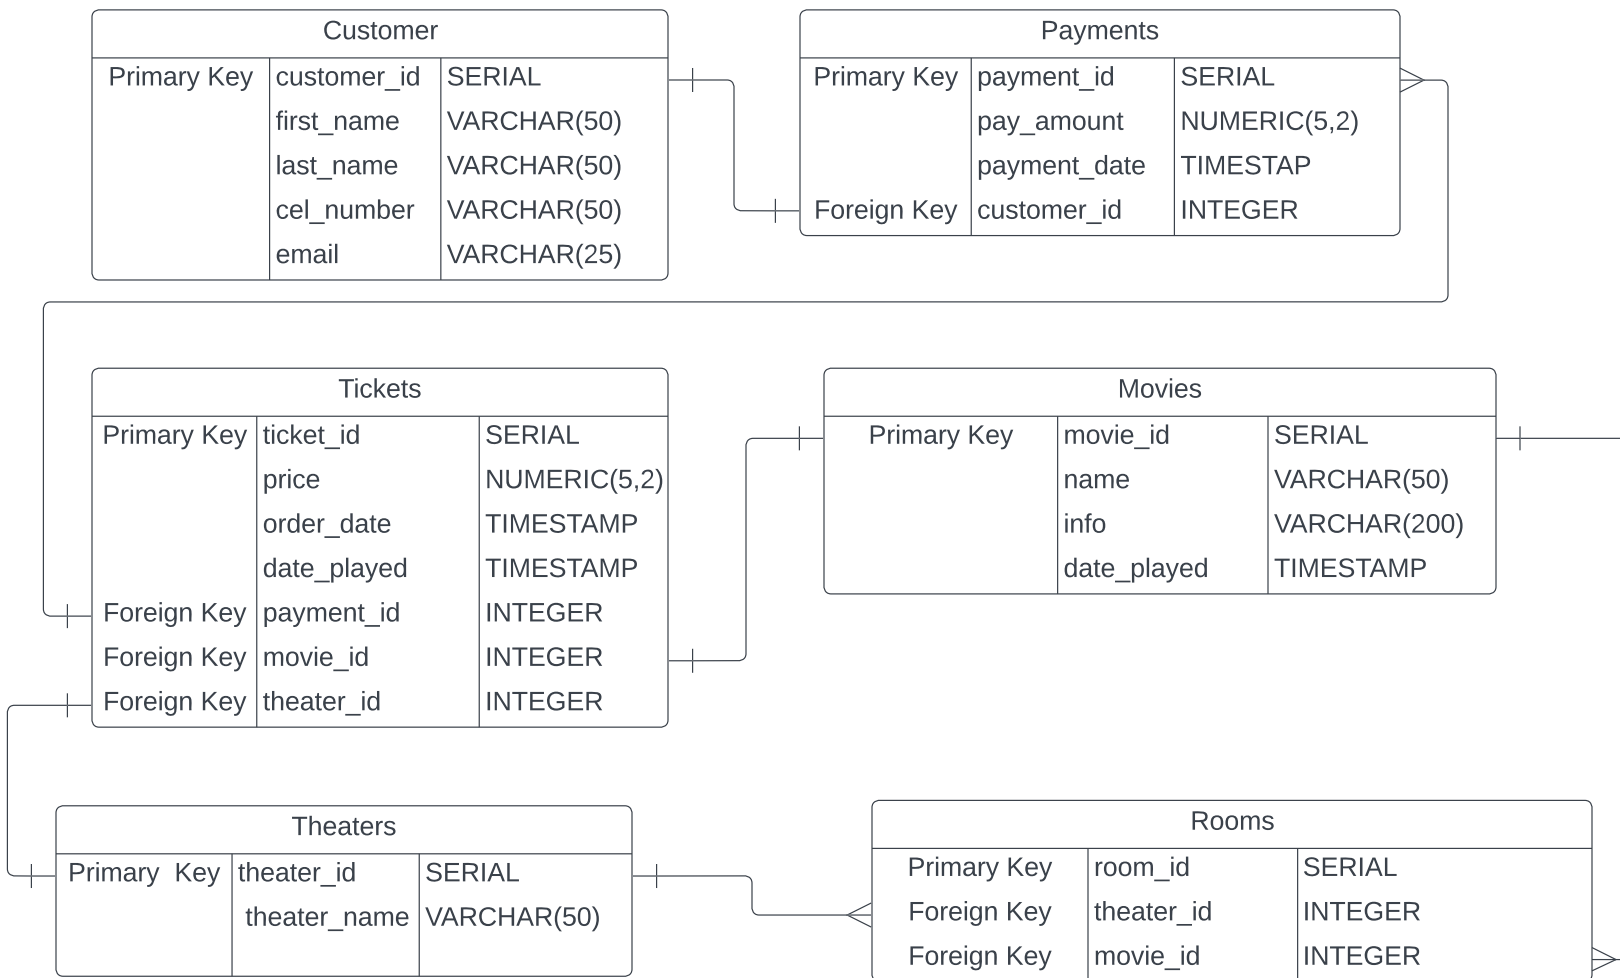 Customer
Primary Key customer_id SERIAL
first_name VARCHAR(50)
last_name VARCHAR(50)
cel_number VARCHAR(50)
email VARCHAR(25)
Payments
Primary Key payment_id SERIAL
pay_amount NUMERIC(5,2)
payment_date TIMESTAP
Foreign Key customer_id INTEGER
Tickets
Primary Key ticket_id SERIAL
price NUMERIC(5,2)
order_date TIMESTAMP
date_played TIMESTAMP
Foreign Key payment_id INTEGER
Foreign Key movie_id INTEGER
Foreign Key theater_id INTEGER
Movies
Primary Key movie_id SERIAL
name VARCHAR(50)
info VARCHAR(200)
date_played TIMESTAMP
Theaters
Primary Key theater_id SERIAL
theater_name VARCHAR(50)
Rooms
Primary Key room_id SERIAL
Foreign Key theater_id INTEGER
Foreign Key movie_id INTEGER